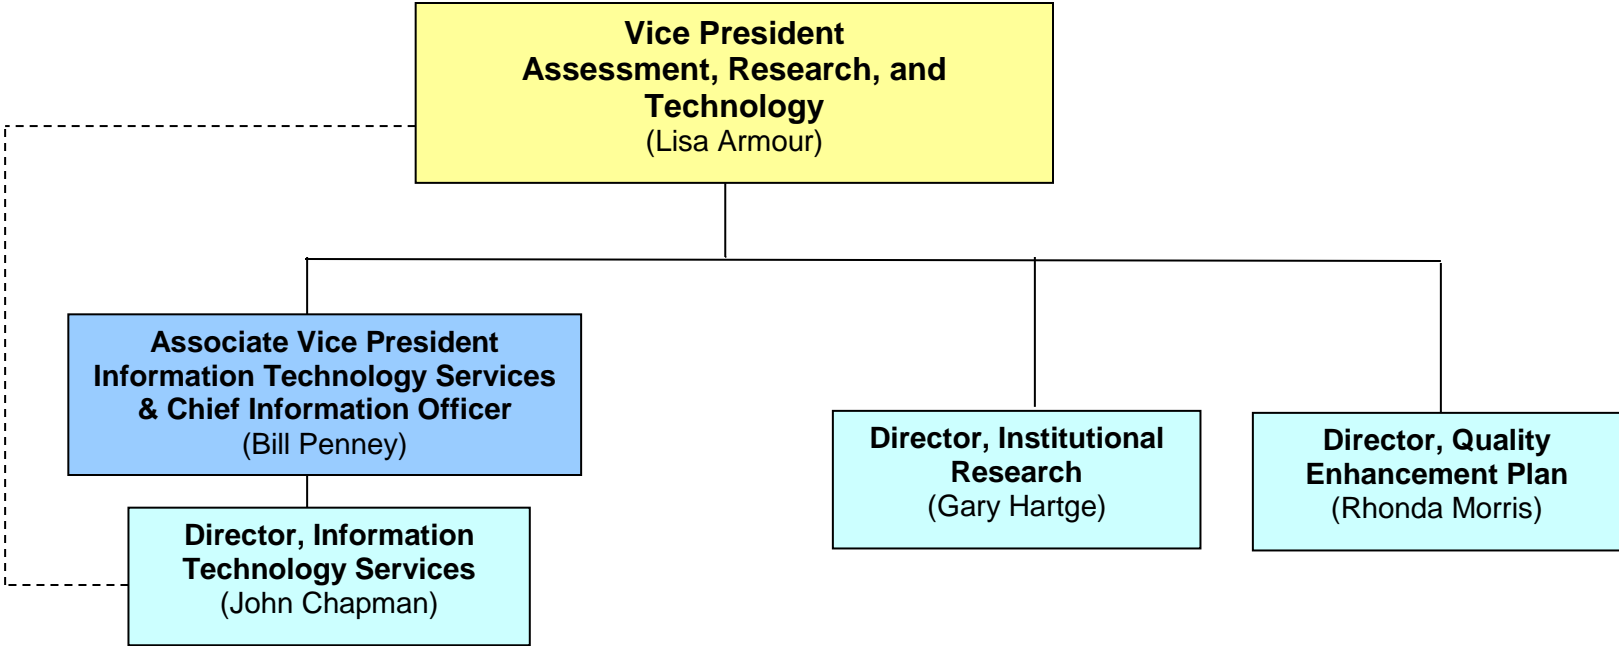 Vice President
Assessment, Research, and
Technology
(Lisa Armour)
Associate Vice President
Information Technology Services
& Chief Information Officer
(Bill Penney)
Director, Information
Technology Services
(John Chapman)
Director, Institutional
Research
(Gary Hartge)
Director, Quality
Enhancement Plan
(Rhonda Morris)